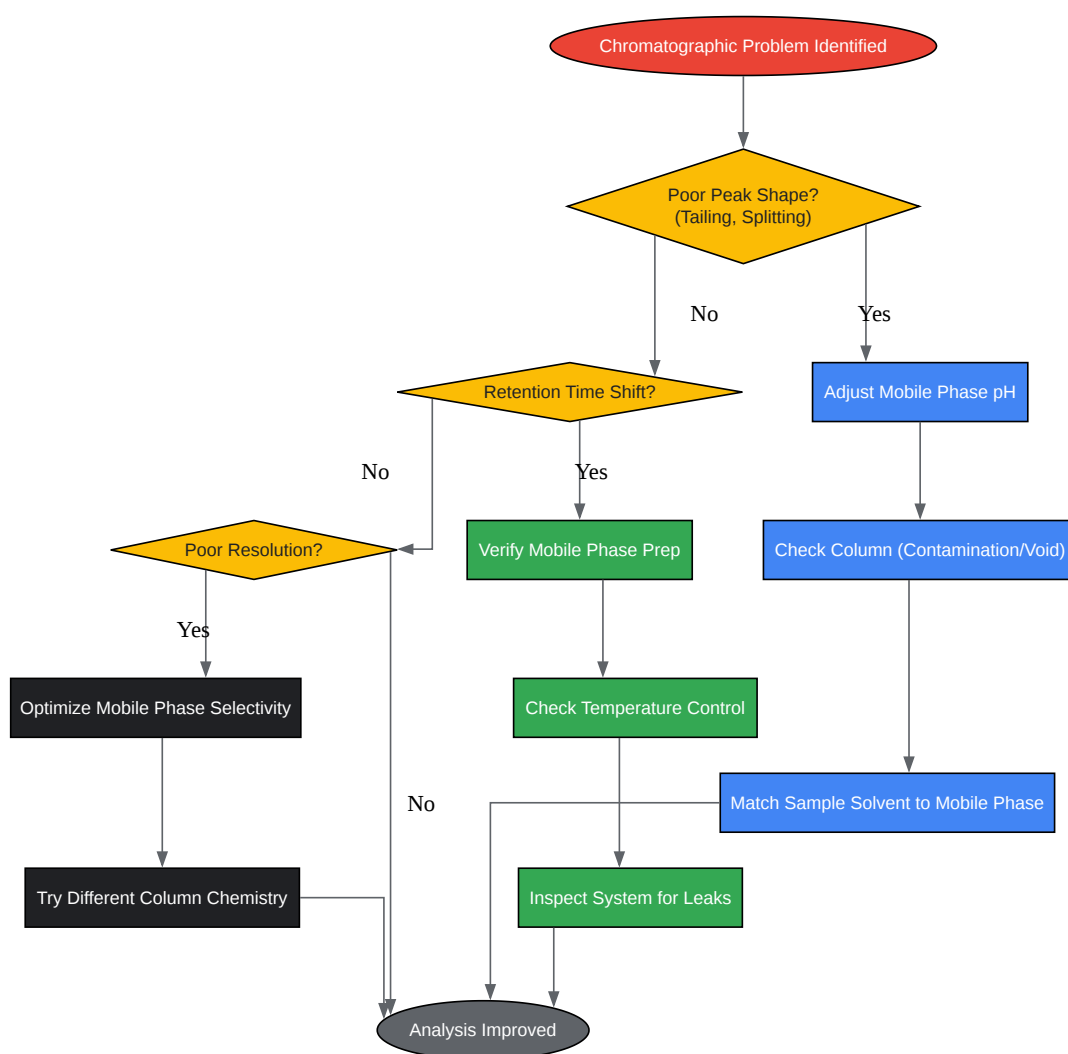 Chromatographic Problem Identified
Poor Peak Shape?
(Tailing, Splitting)
No
Yes
Retention Time Shift?
Adjust Mobile Phase pH
No
Yes
Poor Resolution?
Verify Mobile Phase Prep
Check Column (Contamination/Void)
Yes
Optimize Mobile Phase Selectivity
Check Temperature Control
No
Match Sample Solvent to Mobile Phase
Try Different Column Chemistry
Inspect System for Leaks
Analysis Improved